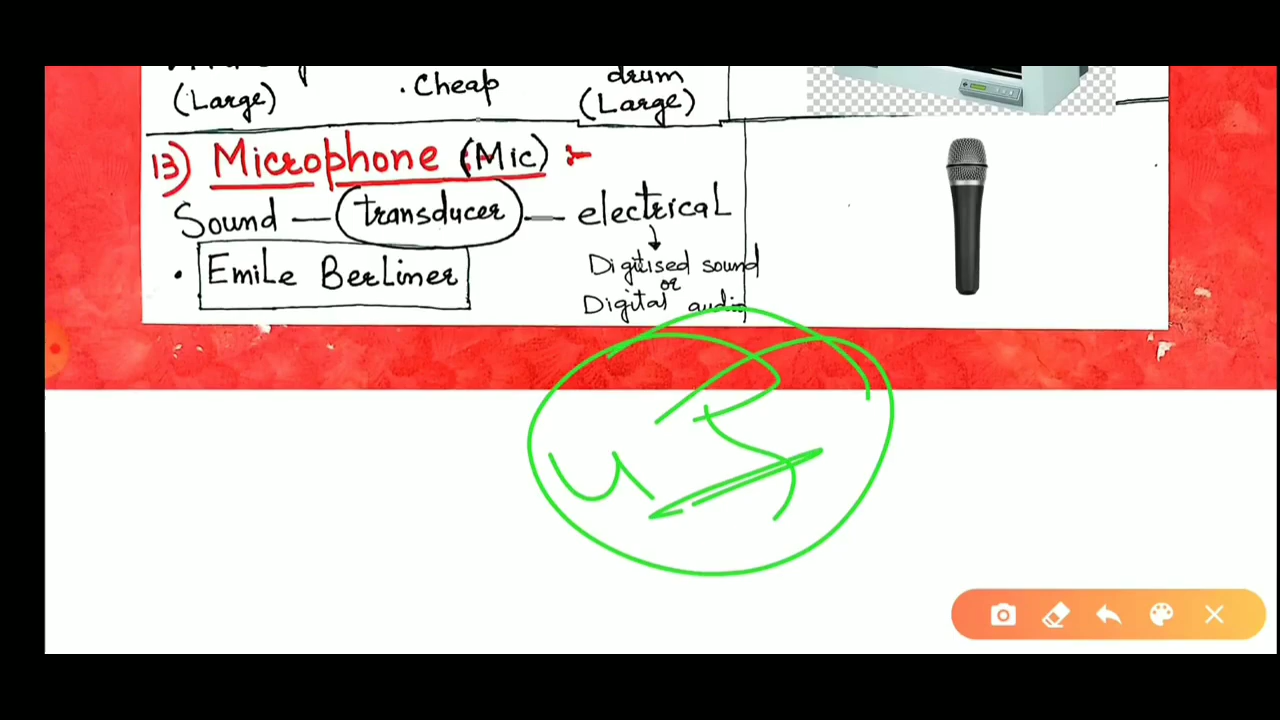 . Cheap
drum
(Large)
(Large)
13) Microphone (Mic) :-
Sound — transducer — electrical
Digitised sound
or
Digital audio
• Emile Berliner